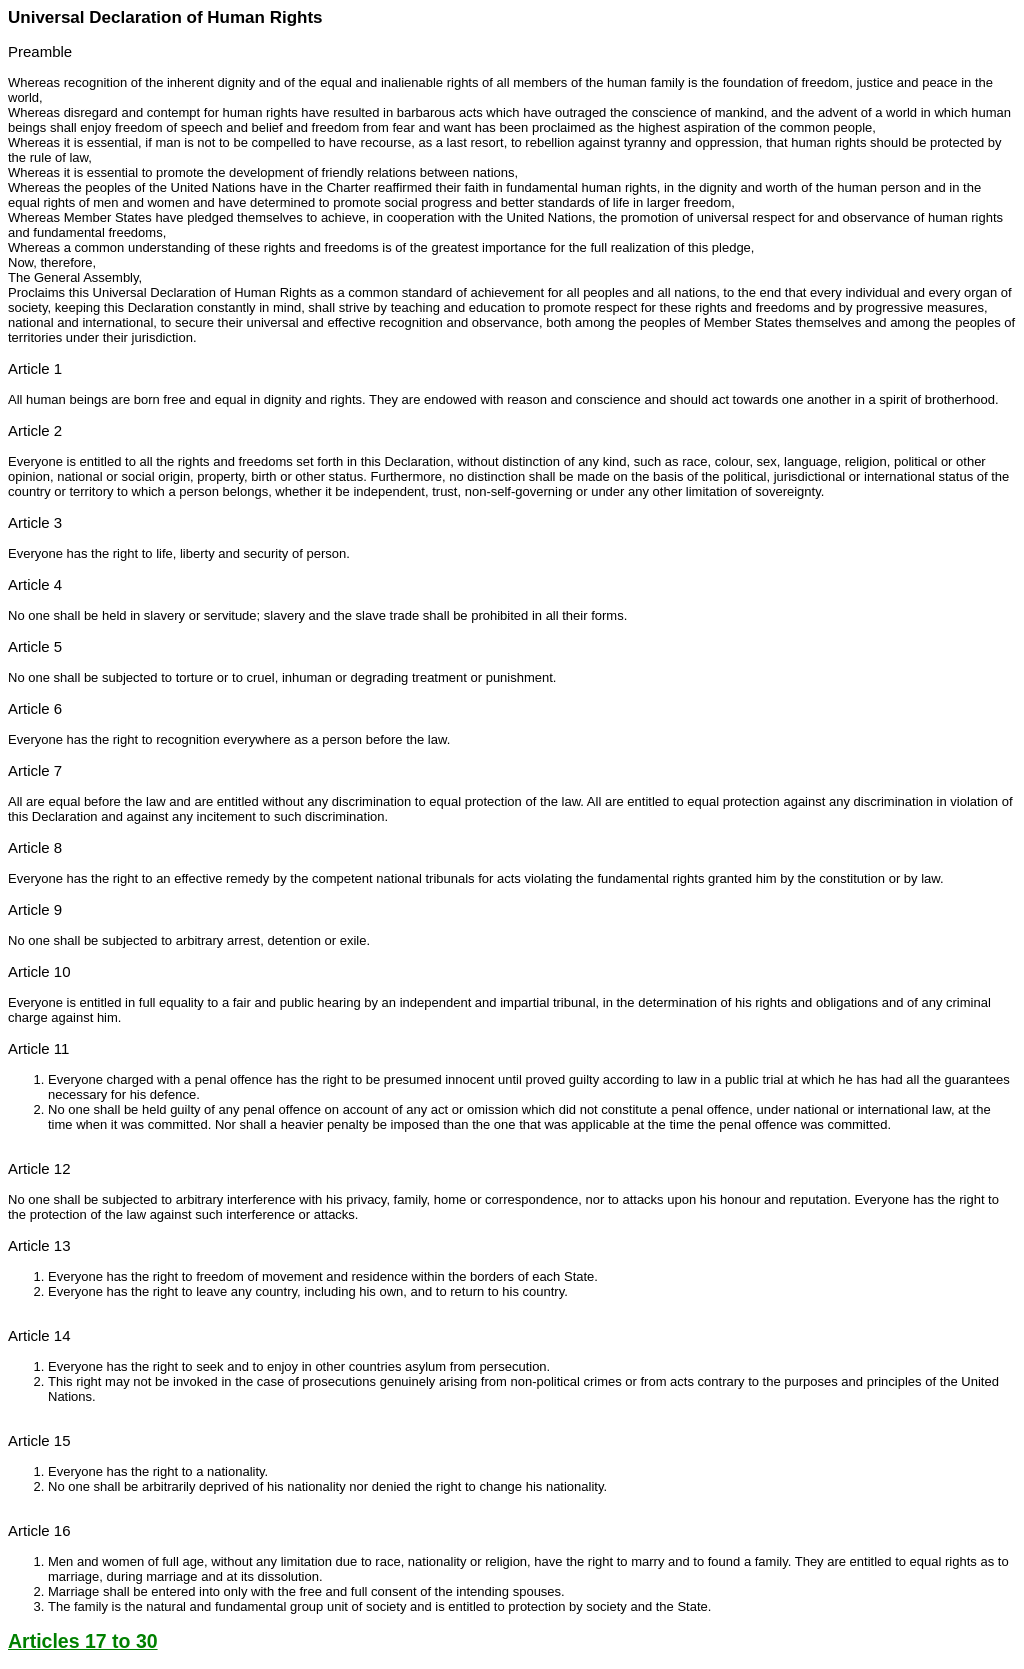 Universal Declaration of Human Rights
Preamble
Whereas recognition of the inherent dignity and of the equal and inalienable rights of all members of the human family is the foundation of freedom, justice and peace in the
world,
Whereas disregard and contempt for human rights have resulted in barbarous acts which have outraged the conscience of mankind, and the advent of a world in which human
beings shall enjoy freedom of speech and belief and freedom from fear and want has been proclaimed as the highest aspiration of the common people,
Whereas it is essential, if man is not to be compelled to have recourse, as a last resort, to rebellion against tyranny and oppression, that human rights should be protected by
the rule of law,
Whereas it is essential to promote the development of friendly relations between nations,
Whereas the peoples of the United Nations have in the Charter reaffirmed their faith in fundamental human rights, in the dignity and worth of the human person and in the
equal rights of men and women and have determined to promote social progress and better standards of life in larger freedom,
Whereas Member States have pledged themselves to achieve, in cooperation with the United Nations, the promotion of universal respect for and observance of human rights
and fundamental freedoms,
Whereas a common understanding of these rights and freedoms is of the greatest importance for the full realization of this pledge,
Now, therefore,
The General Assembly,
Proclaims this Universal Declaration of Human Rights as a common standard of achievement for all peoples and all nations, to the end that every individual and every organ of
society, keeping this Declaration constantly in mind, shall strive by teaching and education to promote respect for these rights and freedoms and by progressive measures,
national and international, to secure their universal and effective recognition and observance, both among the peoples of Member States themselves and among the peoples of
territories under their jurisdiction.
Article 1
All human beings are born free and equal in dignity and rights. They are endowed with reason and conscience and should act towards one another in a spirit of brotherhood.
Article 2
Everyone is entitled to all the rights and freedoms set forth in this Declaration, without distinction of any kind, such as race, colour, sex, language, religion, political or other
opinion, national or social origin, property, birth or other status. Furthermore, no distinction shall be made on the basis of the political, jurisdictional or international status of the
country or territory to which a person belongs, whether it be independent, trust, non-self-governing or under any other limitation of sovereignty.
Article 3
Everyone has the right to life, liberty and security of person.
Article 4
No one shall be held in slavery or servitude; slavery and the slave trade shall be prohibited in all their forms.
Article 5
No one shall be subjected to torture or to cruel, inhuman or degrading treatment or punishment.
Article 6
Everyone has the right to recognition everywhere as a person before the law.
Article 7
All are equal before the law and are entitled without any discrimination to equal protection of the law. All are entitled to equal protection against any discrimination in violation of
this Declaration and against any incitement to such discrimination.
Article 8
Everyone has the right to an effective remedy by the competent national tribunals for acts violating the fundamental rights granted him by the constitution or by law.
Article 9
No one shall be subjected to arbitrary arrest, detention or exile.
Article 10
Everyone is entitled in full equality to a fair and public hearing by an independent and impartial tribunal, in the determination of his rights and obligations and of any criminal
charge against him.
Article 11
1. Everyone charged with a penal offence has the right to be presumed innocent until proved guilty according to law in a public trial at which he has had all the guarantees
necessary for his defence.
2. No one shall be held guilty of any penal offence on account of any act or omission which did not constitute a penal offence, under national or international law, at the
time when it was committed. Nor shall a heavier penalty be imposed than the one that was applicable at the time the penal offence was committed.
Article 12
No one shall be subjected to arbitrary interference with his privacy, family, home or correspondence, nor to attacks upon his honour and reputation. Everyone has the right to
the protection of the law against such interference or attacks.
Article 13
1. Everyone has the right to freedom of movement and residence within the borders of each State.
2. Everyone has the right to leave any country, including his own, and to return to his country.
Article 14
1. Everyone has the right to seek and to enjoy in other countries asylum from persecution.
2. This right may not be invoked in the case of prosecutions genuinely arising from non-political crimes or from acts contrary to the purposes and principles of the United
Nations.
Article 15
1. Everyone has the right to a nationality.
2. No one shall be arbitrarily deprived of his nationality nor denied the right to change his nationality.
Article 16
1. Men and women of full age, without any limitation due to race, nationality or religion, have the right to marry and to found a family. They are entitled to equal rights as to
marriage, during marriage and at its dissolution.
2. Marriage shall be entered into only with the free and full consent of the intending spouses.
3. The family is the natural and fundamental group unit of society and is entitled to protection by society and the State.
Articles 17 to 30